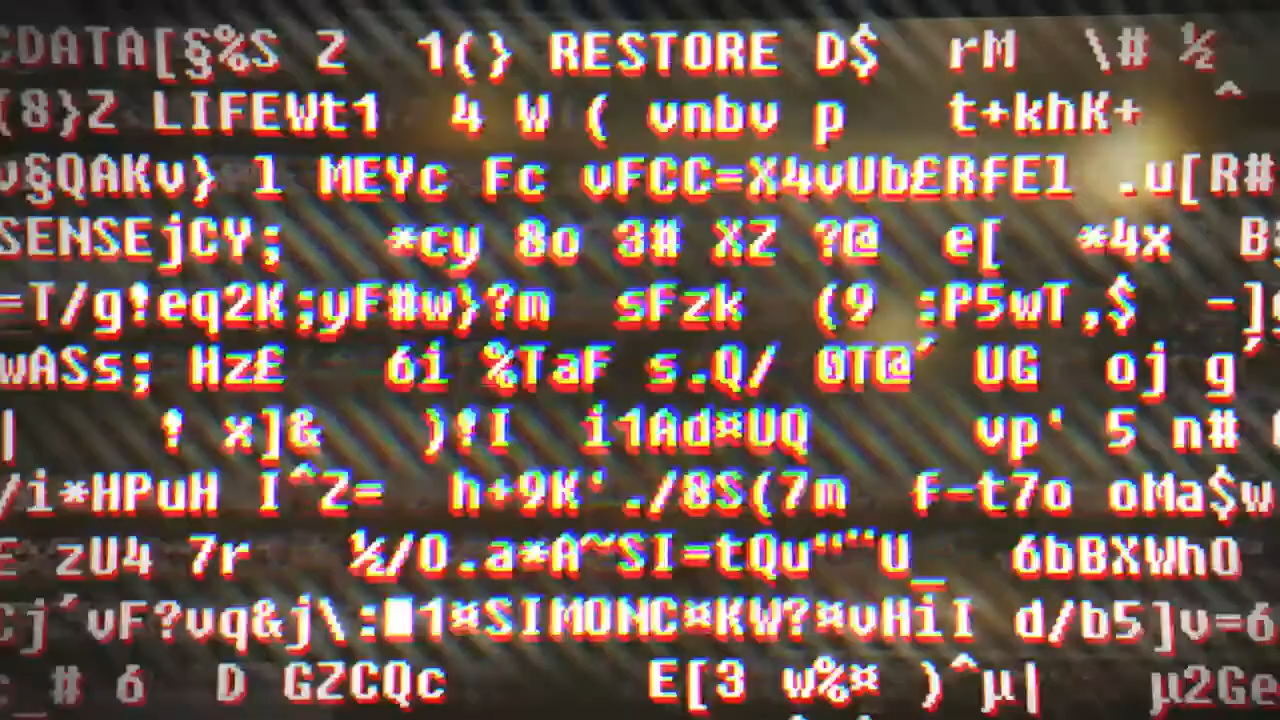 CDATA[§%S Z 1(} RESTORE D$ rM \# ½
(8}Z LIFEWt1 4 W ( vnbv p t+khK+ ^
v§QAKv} l MEYc Fc vFCC=X4vUb£RfEl .u[R#
SENSEjCY; *cy 8o 3# XZ ?@ e[ *4x B
=T/g!eq2K;yF#w}?m sFzk (9 :P5wT,$ -]
wASs; Hz£ 6i %TaF s.Q/ 0T@´ UG oj g´
| ! x]& )!I i1Ad¤UQ vp' 5 n#
/i*HPuH I^Z= h+9K'./8S(7m f-t7o oMa$w
£ zU4 7r ½/O.a*A~SI=tQu"¨¨U_ 6bBXWhO
Cj´vF?vq&j\:■1¤SIMONC¤KW?¤vHiI d/b5]v=6
c_# 6 D GZCQc E[3 w%¤ )^µ| µ2Ge